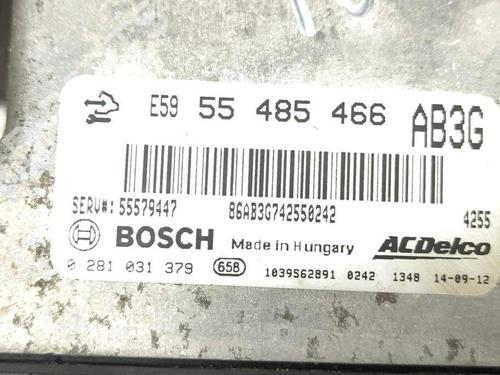 E59 55 485 466 AB3G
SERV#: 55579447 86AB3G742550242 4255
BOSCH Made in Hungary ACDelco
0 281 031 379 65B 1039S62891 0242 1348 14-09-12